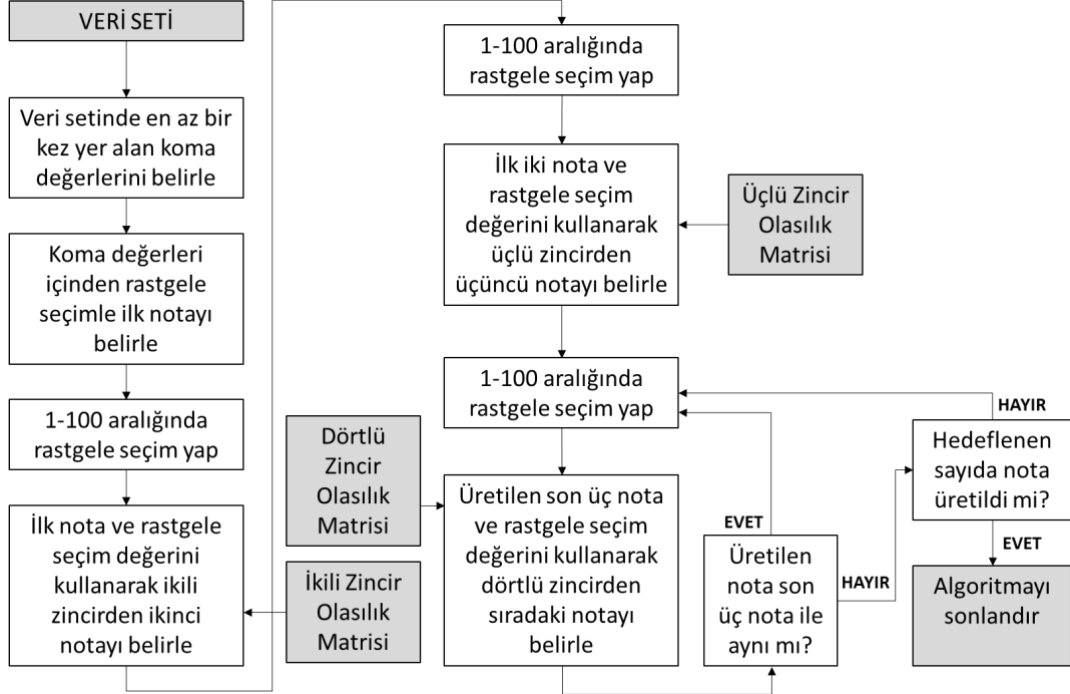 VERİ SETİ
Veri setinde en az bir
kez yer alan koma
değerlerini belirle
Koma değerleri
içinden rastgele
seçimle ilk notayı
belirle
1-100 aralığında
rastgele seçim yap
İlk nota ve rastgele
seçim değerini
kullanarak ikili
zincirden ikinci
notayı belirle
İkili Zincir
Olasılık
Matrisi
1-100 aralığında
rastgele seçim yap
İlk iki nota ve
rastgele seçim
değerini kullanarak
üçlü zincirden
üçüncü notayı belirle
Üçlü Zincir
Olasılık
Matrisi
1-100 aralığında
rastgele seçim yap
Dörtlü
Zincir
Olasılık
Matrisi
Üretilen son üç nota
ve rastgele seçim
değerini kullanarak
dörtlü zincirden
sıradaki notayı
belirle
EVET
Üretilen
nota son
üç nota ile
aynı mı?
HAYIR
HAYIR
Hedeflenen
sayıda nota
üretildi mi?
EVET
Algoritmayı
sonlandır